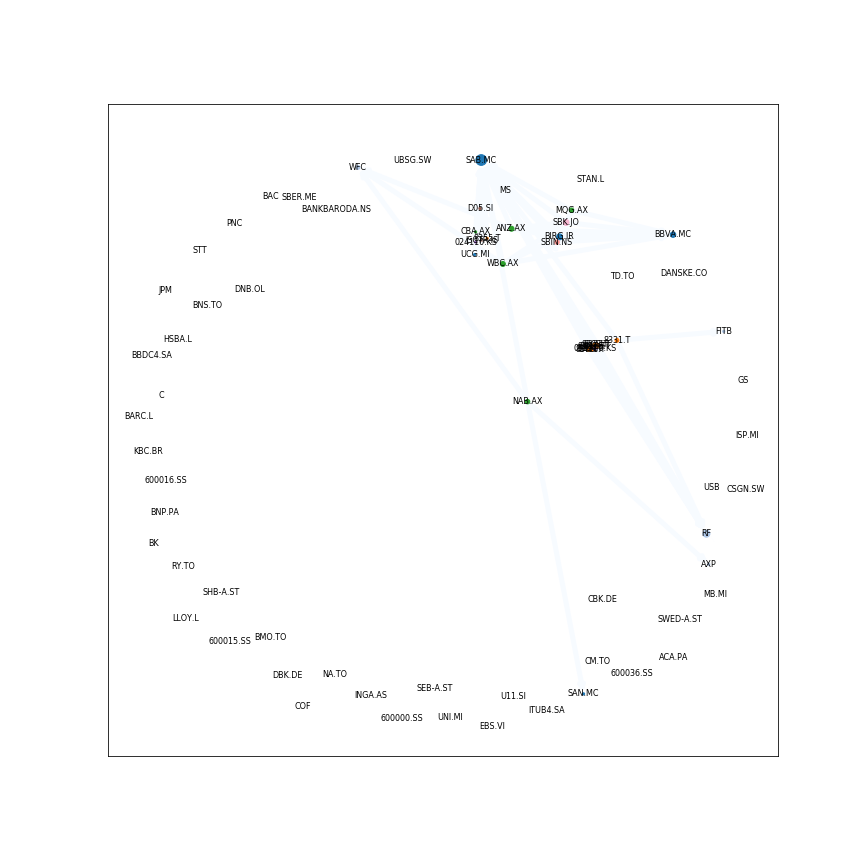 UBSG.SW
SAB.MC
WFC
STAN.L
MS
BAC
SBER.ME
BANKBARODA.NS
D05.SI
MQG.AX
PNC
SBK.JO
ANZ.AX
CBA.AX
BIRG.IR
BBVA.MC
SBIN.NS
STT
UCG.MI
WBC.AX
DANSKE.CO
TD.TO
JPM
DNB.OL
BNS.TO
FITB
HSBA.L
8331.T
BBDC4.SA
GS
C
NAB.AX
BARC.L
ISP.MI
KBC.BR
600016.SS
USB
CSGN.SW
BNP.PA
RF
BK
AXP
RY.TO
SHB-A.ST
MB.MI
CBK.DE
LLOY.L
SWED-A.ST
600015.SS
BMO.TO
ACA.PA
CM.TO
DBK.DE
NA.TO
600036.SS
SEB-A.ST
INGA.AS
U11.SI
SAN.MC
COF
ITUB4.SA
600000.SS
UNI.MI
EBS.VI